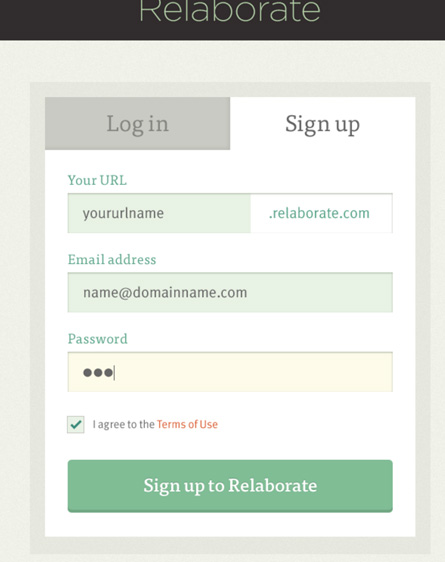 Relaborate
Log in
Sign up
Your URL
yoururlname
.relaborate.com
Email address
name@domainname.com
Password
I agree to the Terms of Use
Sign up to Relaborate